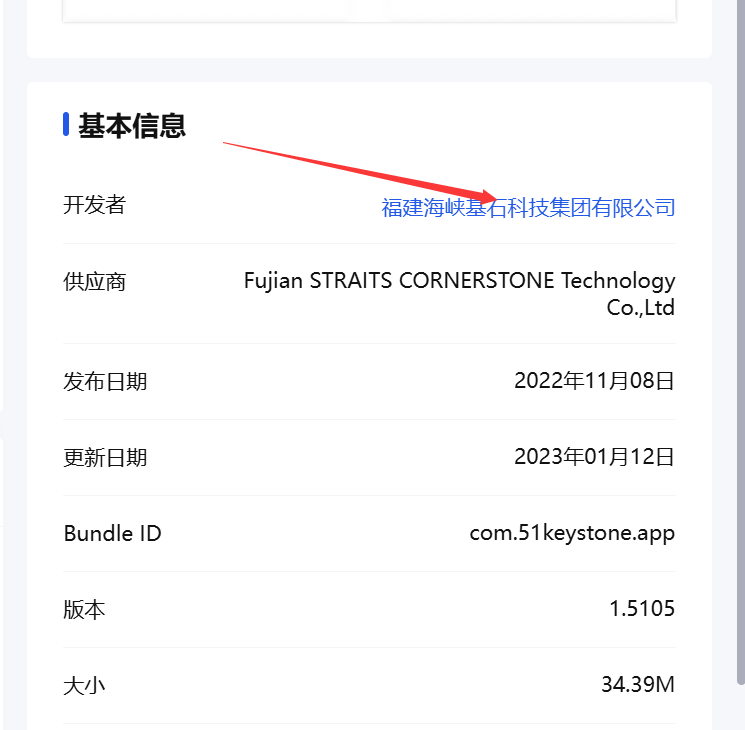 基本信息
开发者
福建海峡基石科技集团有限公司
供应商
Fujian STRAITS CORNERSTONE Technology
Co.,Ltd
发布日期
2022年11月08日
更新日期
2023年01月12日
Bundle ID
com.51keystone.app
版本
1.5105
大小
34.39M